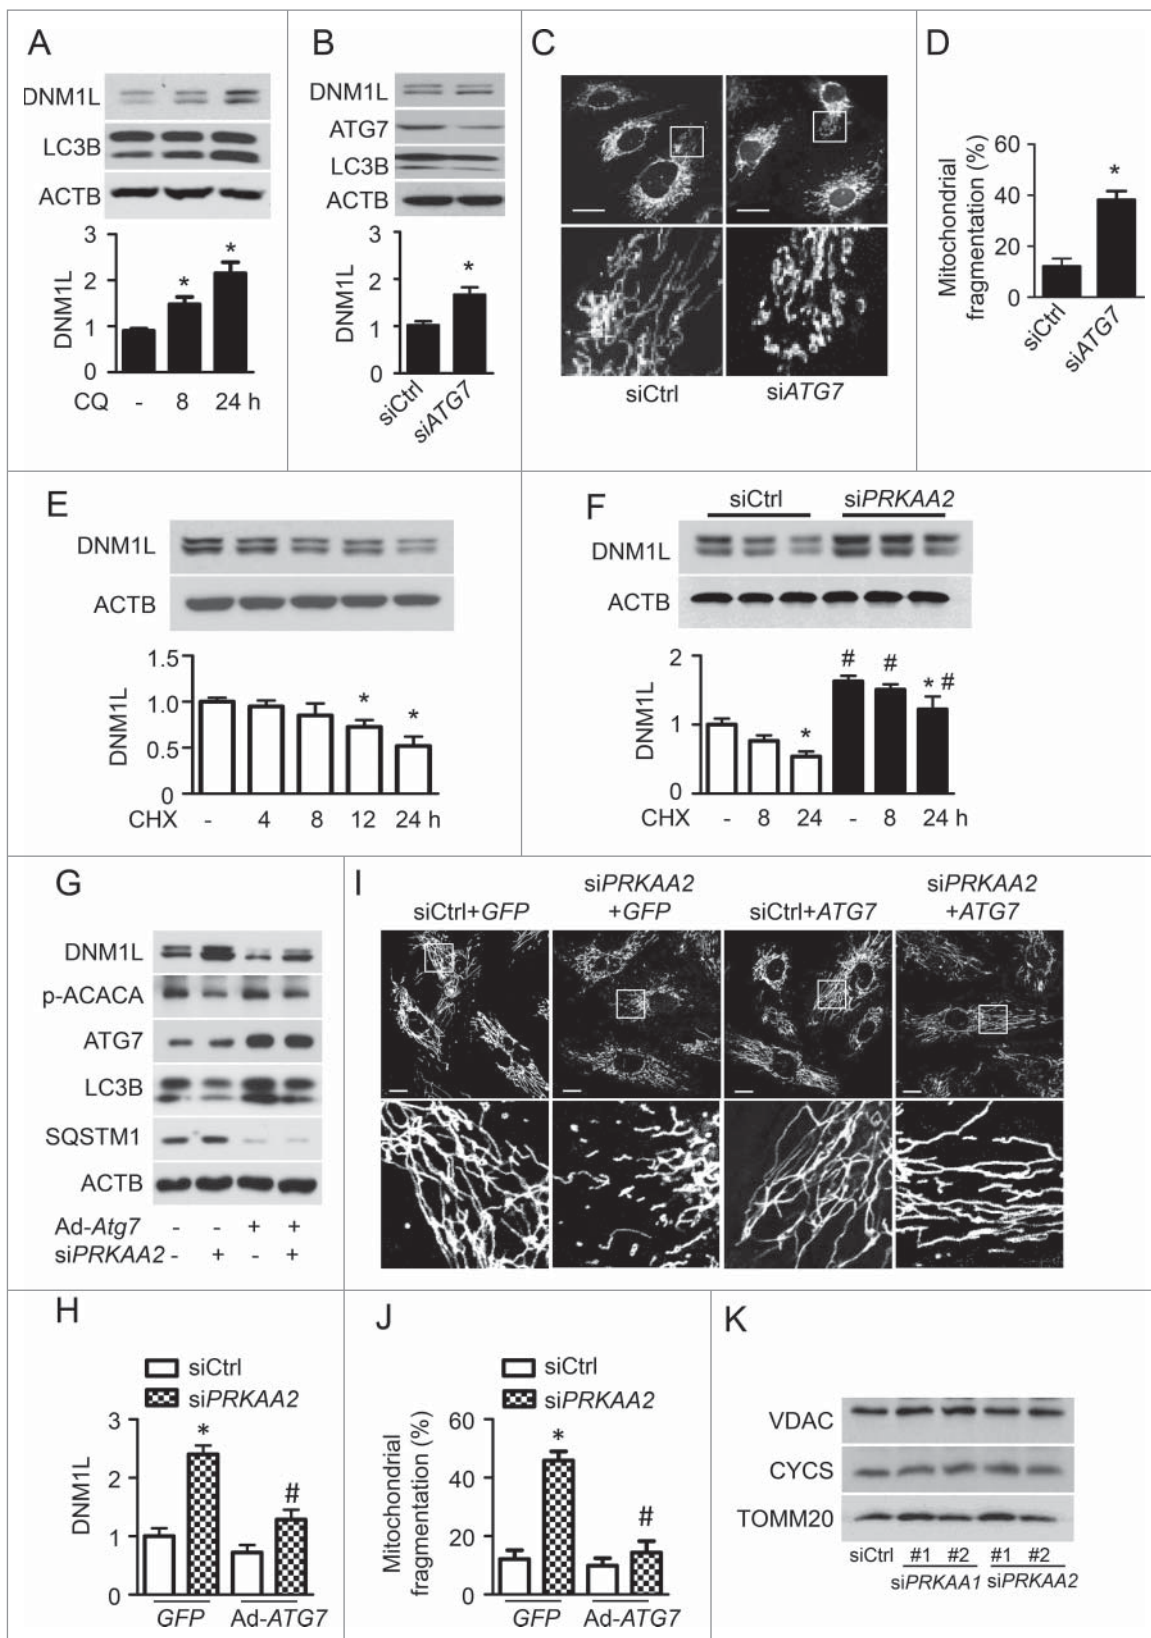 A
DNM1L
LC3B
ACTB
3
2
1
0
DNM1L
* *
CQ - 8 24 h
B
DNM1L
ATG7
LC3B
ACTB
3
2
1
0
DNM1L
*
siCtrl
siATG7
C
siCtrl siATG7
D
Mitochondrial
fragmentation (%)
60
40
20
0
*
siCtrl
siATG7
E
DNM1L
ACTB
1.5
1.0
0.5
0
DNM1L
* *
CHX - 4 8 12 24 h
F
siCtrl siPRKAA2
DNM1L
ACTB
2
1
0
DNM1L
* # # * #
CHX - 8 24 - 8 24 h
G
DNM1L
p-ACACA
ATG7
LC3B
SQSTM1
ACTB
Ad-Atg7 - - + +
siPRKAA2 - + - +
I
siCtrl+GFP
siPRKAA2
+GFP
siCtrl+ATG7
siPRKAA2
+ATG7
H
siCtrl
siPRKAA2
3
2
1
0
DNM1L
* #
GFP Ad-ATG7
J
siCtrl
siPRKAA2
Mitochondrial
fragmentation (%)
60
40
20
0
* #
GFP Ad-ATG7
K
VDAC
CYCS
TOMM20
siCtrl #1 #2 #1 #2
siPRKAA1 siPRKAA2